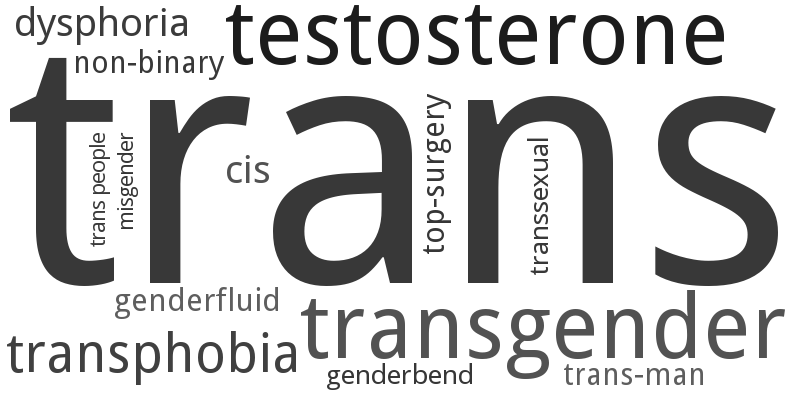 dysphoria
testosterone
non-binary
trans
trans people
misgender
cis
top-surgery
transsexual
genderfluid
transgender
transphobia
genderbend
trans-man